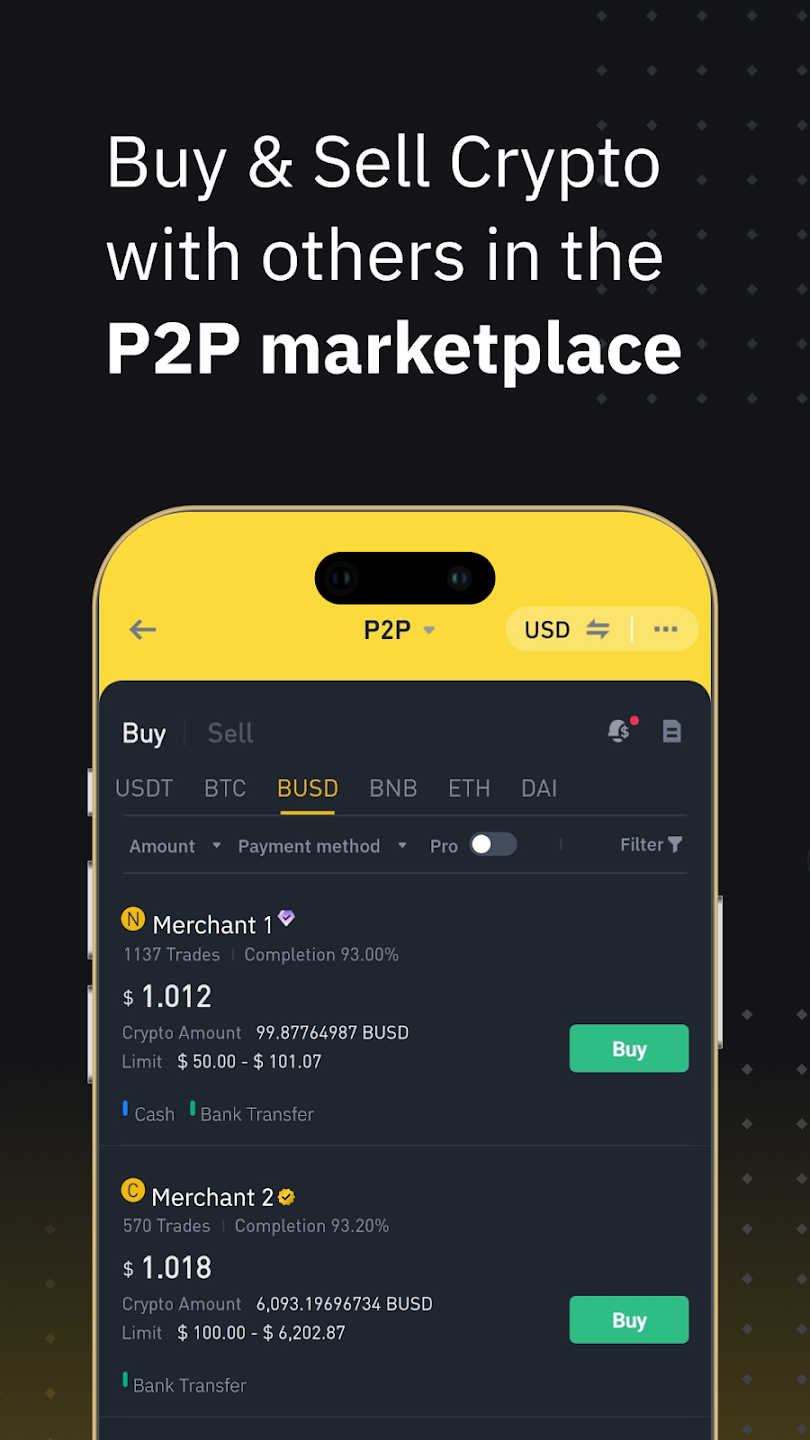 Buy & Sell Crypto
with others in the
P2P marketplace
P2P
USD
Buy
Sell
USDT BTC BUSD BNB ETH DAI
Amount Payment method Pro Filter
N Merchant 1
1137 Trades Completion 93.00%
$ 1.012
Crypto Amount 99.87764987 BUSD
Limit $ 50.00 - $ 101.07
Buy
Cash Bank Transfer
C Merchant 2
570 Trades Completion 93.20%
$ 1.018
Crypto Amount 6,093.19696734 BUSD
Limit $ 100.00 - $ 6,202.87
Buy
Bank Transfer